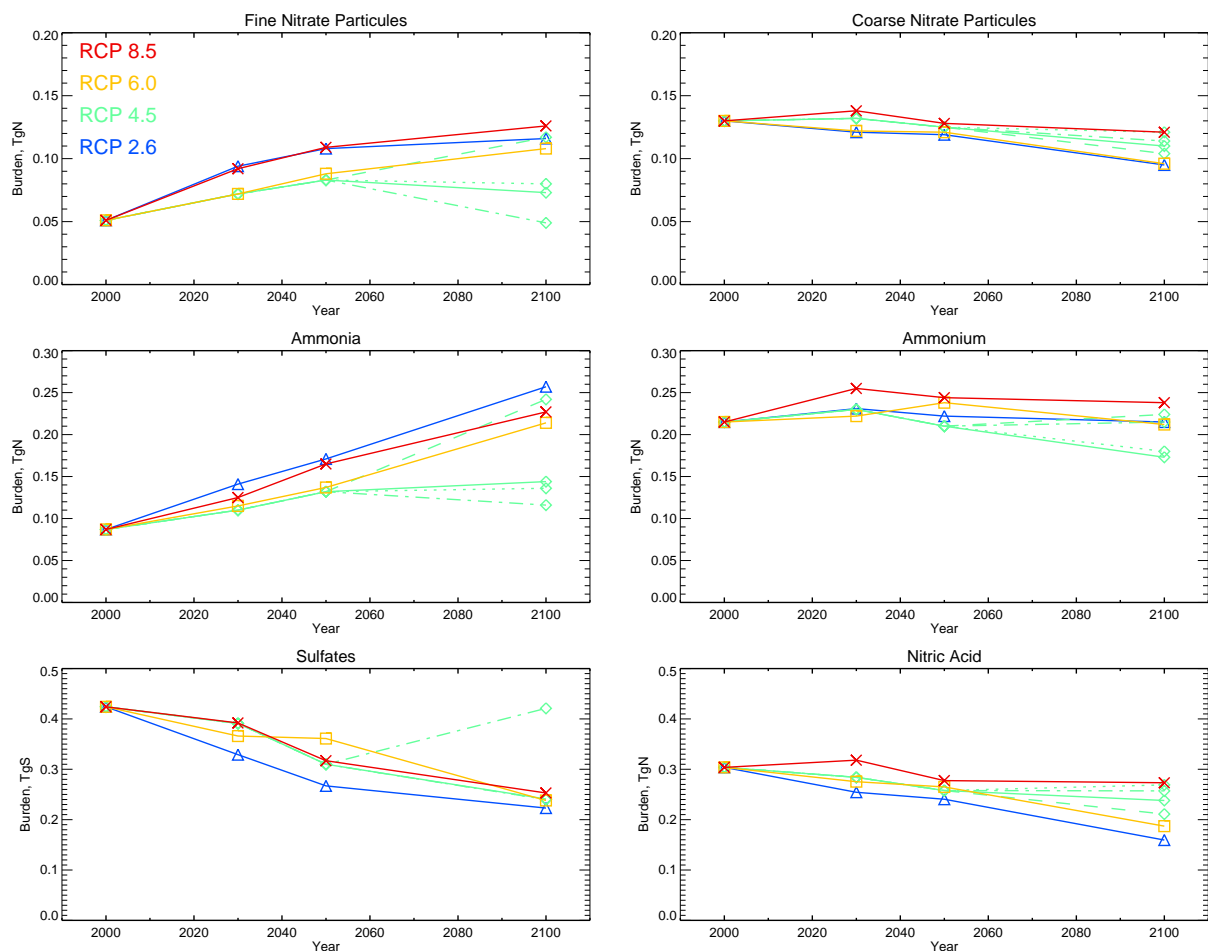 Fine Nitrate Particules
Burden, TgN
0.20
0.15
0.10
0.05
0.00
RCP 8.5
RCP 6.0
RCP 4.5
RCP 2.6
2000 2020 2040 2060 2080 2100
Year
Coarse Nitrate Particules
Burden, TgN
0.20
0.15
0.10
0.05
0.00
2000 2020 2040 2060 2080 2100
Year
Ammonia
Burden, TgN
0.30
0.25
0.20
0.15
0.10
0.05
0.00
2000 2020 2040 2060 2080 2100
Year
Ammonium
Burden, TgN
0.30
0.25
0.20
0.15
0.10
0.05
0.00
2000 2020 2040 2060 2080 2100
Year
Sulfates
Burden, TgS
0.5
0.4
0.3
0.2
0.1
0.0
2000 2020 2040 2060 2080 2100
Year
Nitric Acid
Burden, TgN
0.5
0.4
0.3
0.2
0.1
0.0
2000 2020 2040 2060 2080 2100
Year